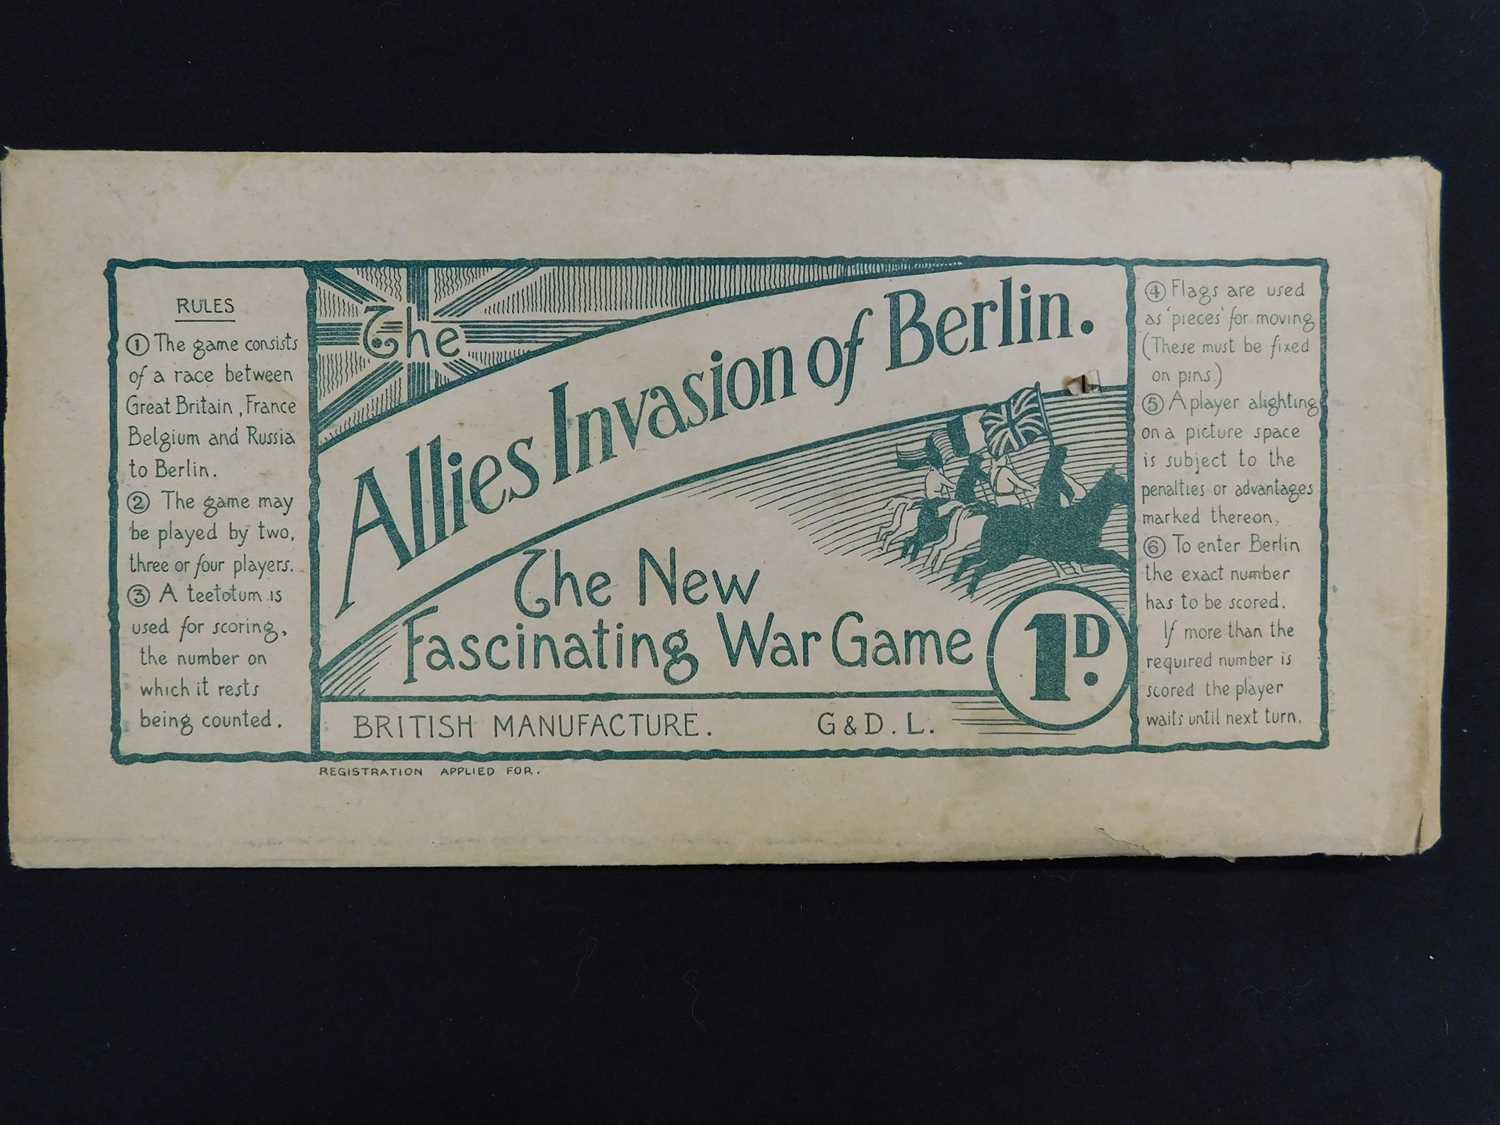 RULES
① The game consists
of a race between
Great Britain, France
Belgium and Russia
to Berlin.
② The game may
be played by two,
three or four players.
③ A teetotum is
used for scoring,
the number on
which it rests
being counted.
The
Allies Invasion of Berlin.
The New
Fascinating War Game
1D.
BRITISH MANUFACTURE. G & D. L.
REGISTRATION APPLIED FOR.
④ Flags are used
as 'pieces' for moving
(These must be fixed
on pins.)
⑤ A player alighting
on a picture space
is subject to the
penalties or advantages
marked thereon,
⑥ To enter Berlin
the exact number
has to be scored.
If more than the
required number is
scored the player
waits until next turn.